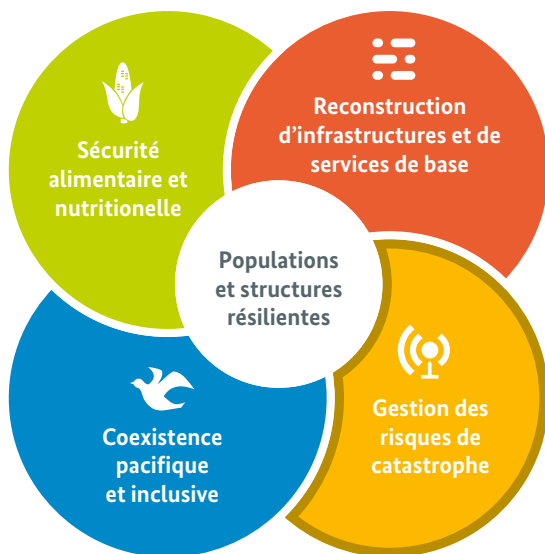 Sécurité
alimentaire et
nutritionelle
Reconstruction
d’infrastructures et de
services de base
Populations
et structures
résilientes
Coexistence
pacifique
et inclusive
Gestion des
risques de
catastrophe